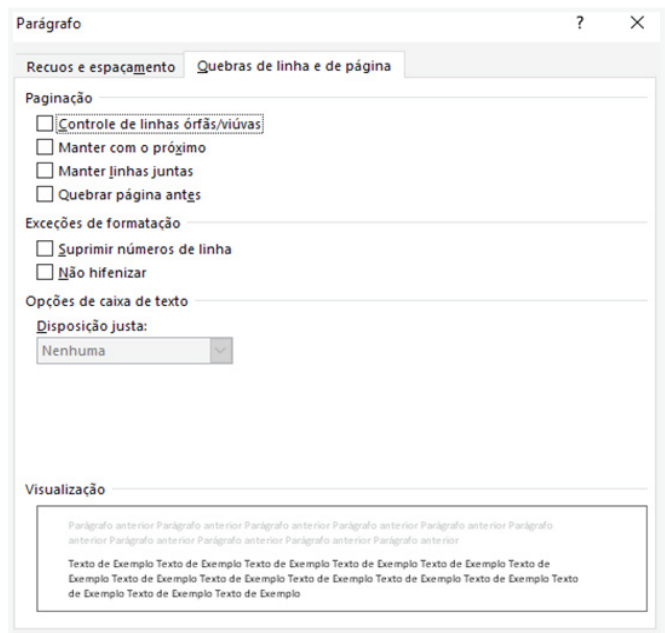 Parágrafo
?
Recuos e espaçamento
Quebras de linha e de página
Paginação
Controle de linhas órfãs/viúvas
Manter com o próximo
Manter linhas juntas
Quebrar página antes
Exceções de formatação
Suprimir números de linha
Não hifenizar
Opções de caixa de texto
Disposição justa:
Nenhuma
Visualização
Parágrafo anterior Parágrafo anterior Parágrafo anterior Parágrafo anterior Parágrafo anterior Parágrafo
anterior Parágrafo anterior Parágrafo anterior Parágrafo anterior Parágrafo anterior
Texto de Exemplo Texto de Exemplo Texto de Exemplo Texto de Exemplo Texto de Exemplo Texto de
Exemplo Texto de Exemplo Texto de Exemplo Texto de Exemplo Texto de Exemplo Texto de Exemplo Texto
de Exemplo Texto de Exemplo Texto de Exemplo